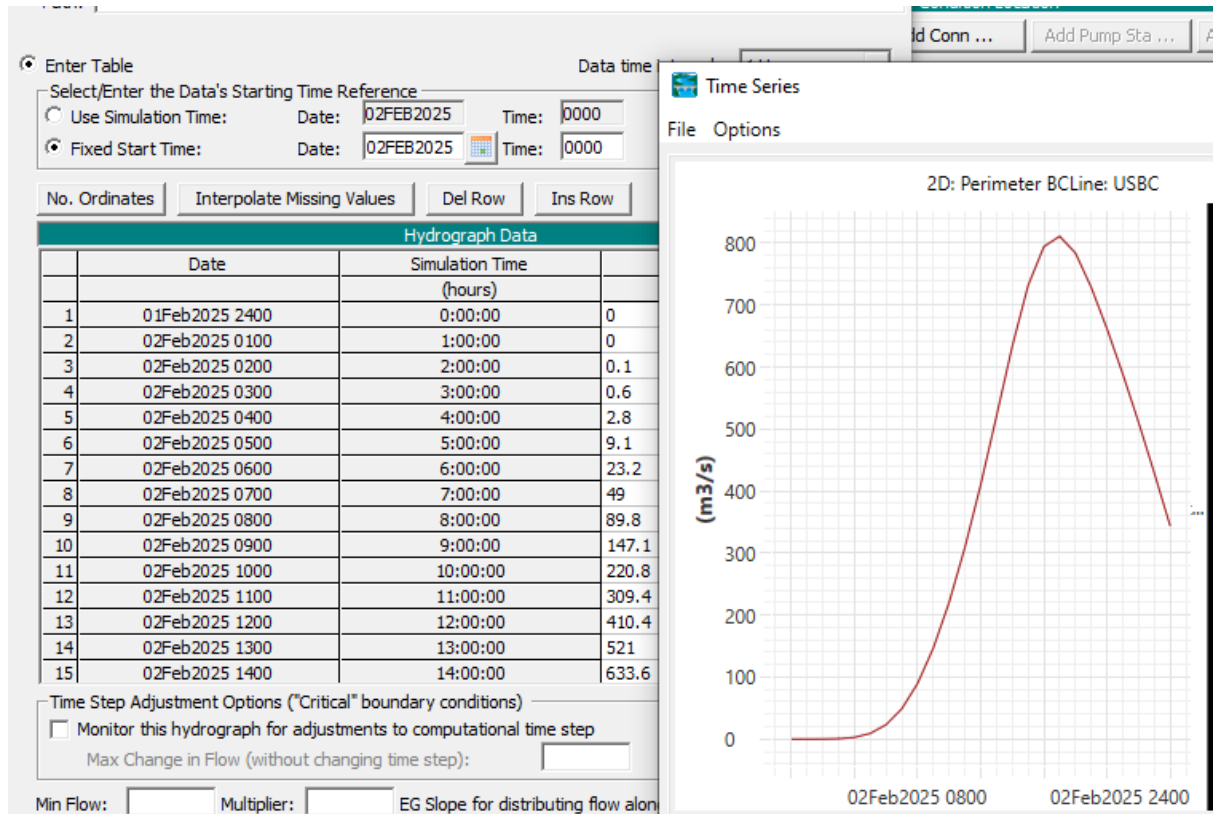 Condition Location
dd Conn ...
Add Pump Sta ...
Enter Table
Data time
Select/Enter the Data's Starting Time Reference
Use Simulation Time: Date: 02FEB2025 Time: 0000
Fixed Start Time: Date: 02FEB2025 Time: 0000
No. Ordinates Interpolate Missing Values Del Row Ins Row
Hydrograph Data
Date Simulation Time
(hours)
1 01Feb2025 2400 0:00:00 0
2 02Feb2025 0100 1:00:00 0
3 02Feb2025 0200 2:00:00 0.1
4 02Feb2025 0300 3:00:00 0.6
5 02Feb2025 0400 4:00:00 2.8
6 02Feb2025 0500 5:00:00 9.1
7 02Feb2025 0600 6:00:00 23.2
8 02Feb2025 0700 7:00:00 49
9 02Feb2025 0800 8:00:00 89.8
10 02Feb2025 0900 9:00:00 147.1
11 02Feb2025 1000 10:00:00 220.8
12 02Feb2025 1100 11:00:00 309.4
13 02Feb2025 1200 12:00:00 410.4
14 02Feb2025 1300 13:00:00 521
15 02Feb2025 1400 14:00:00 633.6
Time Step Adjustment Options ("Critical" boundary conditions)
Monitor this hydrograph for adjustments to computational time step
Max Change in Flow (without changing time step):
Min Flow: Multiplier: EG Slope for distributing flow along
Time Series
File Options
2D: Perimeter BCLine: USBC
800
700
600
500
400
300
200
100
0
(m3/s)
02Feb2025 0800 02Feb2025 2400